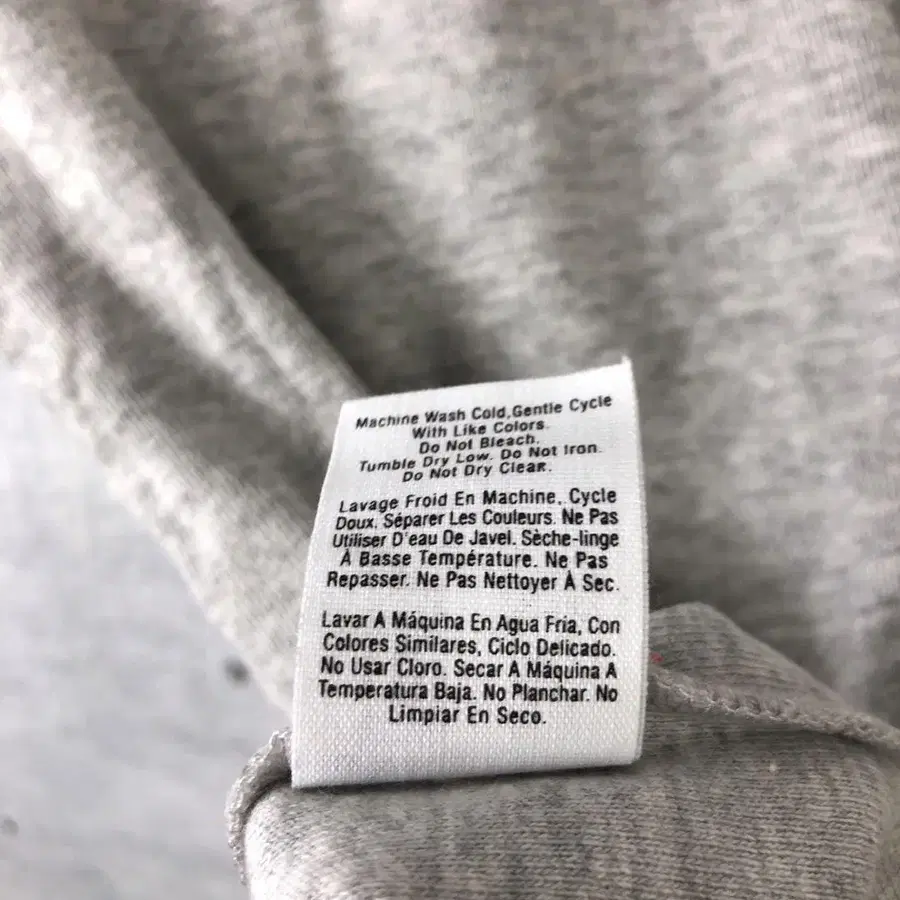 Machine Wash Cold,Gentle Cycle
With Like Colors.
Do Not Bleach.
Tumble Dry Low. Do Not Iron.
Do Not Dry Clear.
Lavage Froid En Machine, Cycle
Doux, Séparer Les Couleurs. Ne Pas
Utiliser D'eau De Javel. Sèche-linge
À Basse Température. Ne Pas
Repasser. Ne Pas Nettoyer À Sec.
Lavar A Máquina En Agua Fria, Con
Colores Similares, Ciclo Delicado.
No Usar Cloro. Secar A Máquina A
Temperatura Baja. No Planchar. No
Limpiar En Seco.